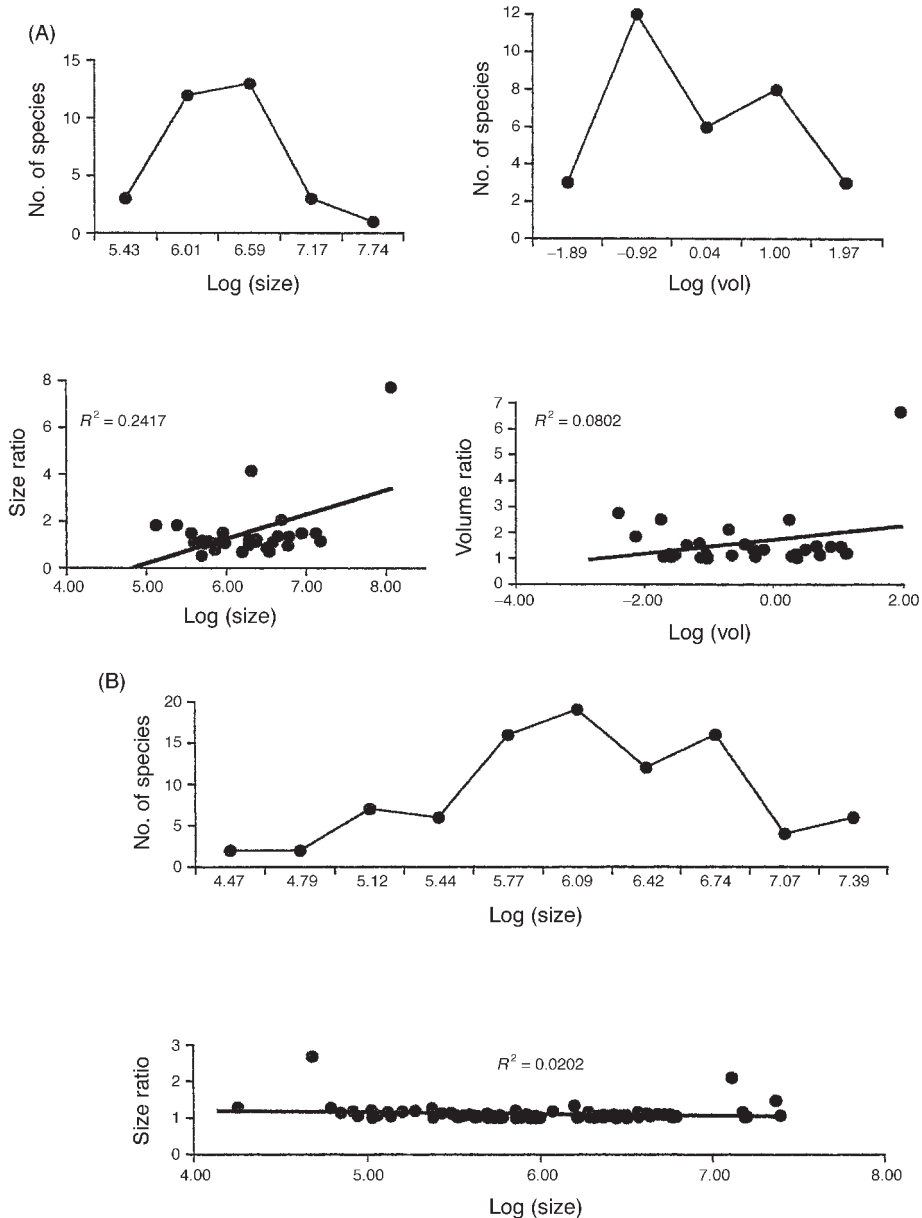 (A)
No. of species
15
10
5
0
5.43 6.01 6.59 7.17 7.74
Log (size)
No. of species
12
10
8
6
4
2
0
−1.89 −0.92 0.04 1.00 1.97
Log (vol)
Size ratio
8
6
4
2
0
R² = 0.2417
4.00 5.00 6.00 7.00 8.00
Log (size)
Volume ratio
7
6
5
4
3
2
1
0
R² = 0.0802
−4.00 −2.00 0.00 2.00
Log (vol)
(B)
No. of species
20
15
10
5
0
4.47 4.79 5.12 5.44 5.77 6.09 6.42 6.74 7.07 7.39
Log (size)
Size ratio
3
2
1
0
R² = 0.0202
4.00 5.00 6.00 7.00 8.00
Log (size)